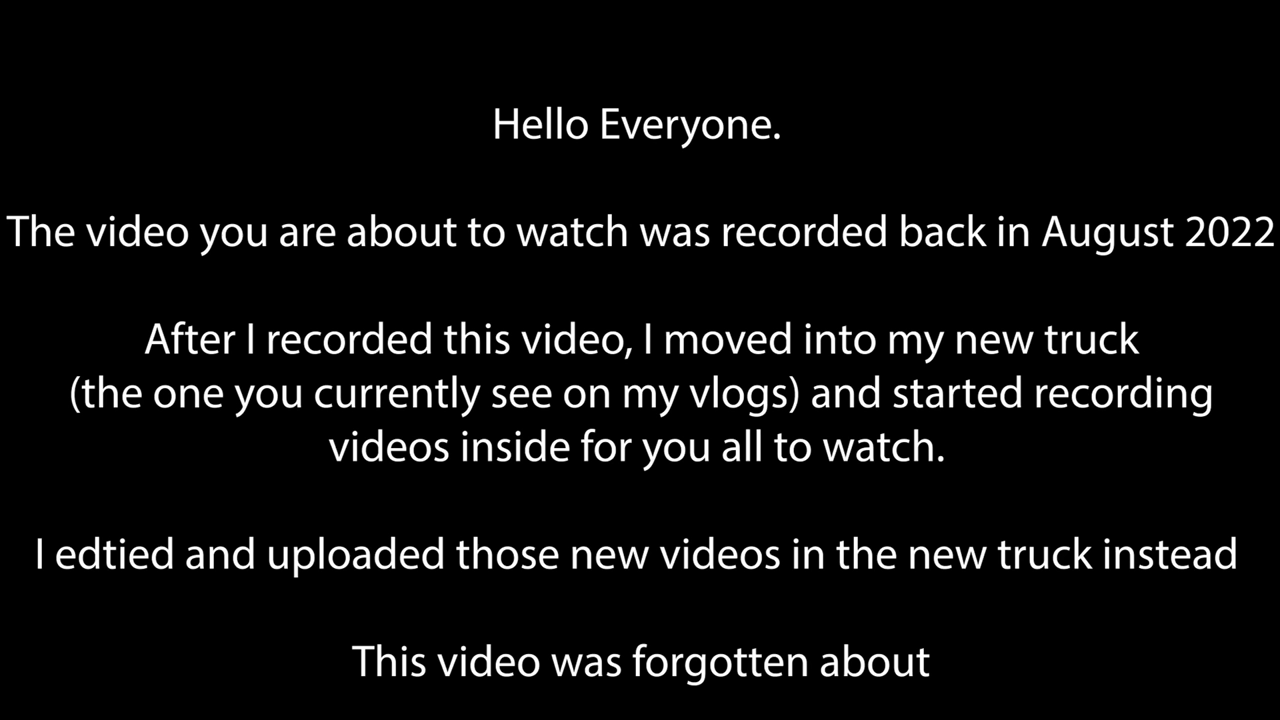 Hello Everyone.
The video you are about to watch was recorded back in August 2022
After I recorded this video, I moved into my new truck
(the one you currently see on my vlogs) and started recording
videos inside for you all to watch.
I edtied and uploaded those new videos in the new truck instead
This video was forgotten about